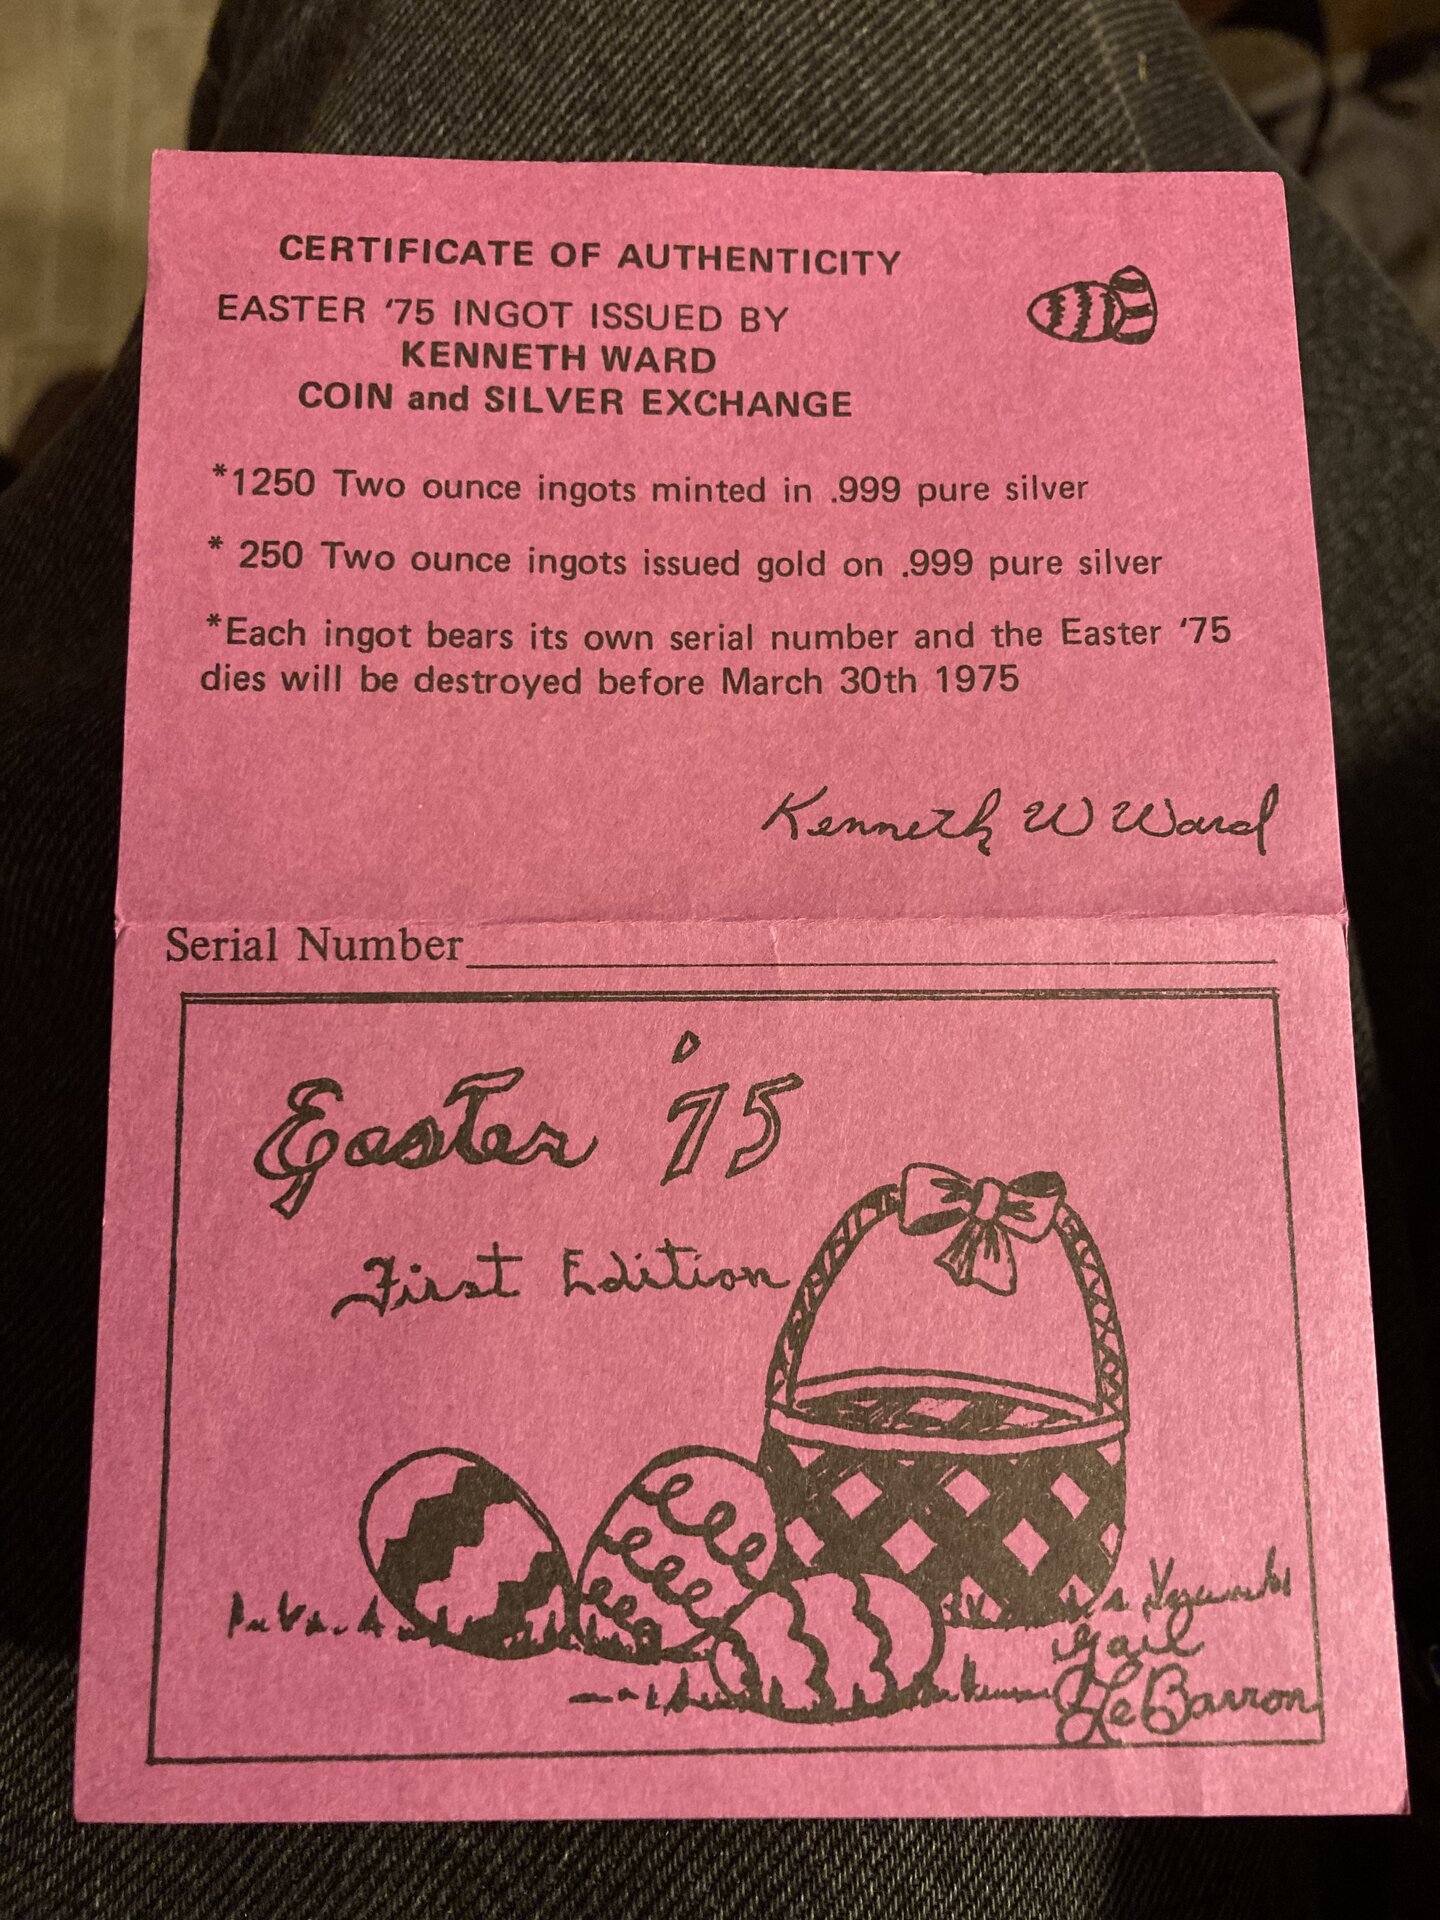 CERTIFICATE OF AUTHENTICITY
EASTER '75 INGOT ISSUED BY
KENNETH WARD
COIN and SILVER EXCHANGE
*1250 Two ounce ingots minted in .999 pure silver
* 250 Two ounce ingots issued gold on .999 pure silver
*Each ingot bears its own serial number and the Easter '75
dies will be destroyed before March 30th 1975
Kenneth W Ward
Serial Number
Easter '75
First Edition
Gail
LeBarron